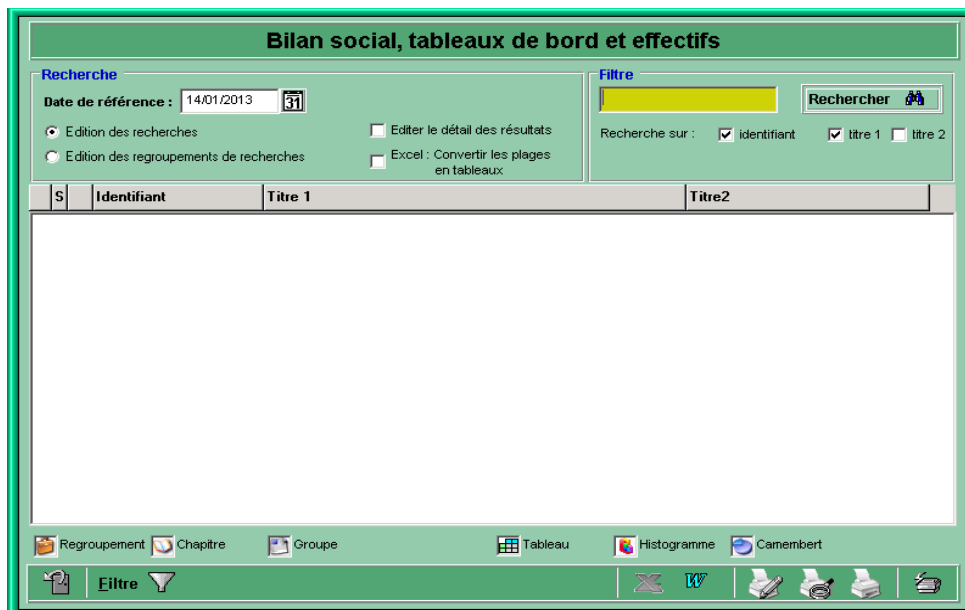 Bilan social, tableaux de bord et effectifs
Recherche
Date de référence : 14/01/2013 31
Edition des recherches
Editer le détail des résultats
Edition des regroupements de recherches
Excel : Convertir les plages
en tableaux
Filtre
Rechercher
Recherche sur : identifiant titre 1 titre 2
S Identifiant Titre 1 Titre2
Regroupement Chapitre Groupe Tableau Histogramme Camembert
Filtre W